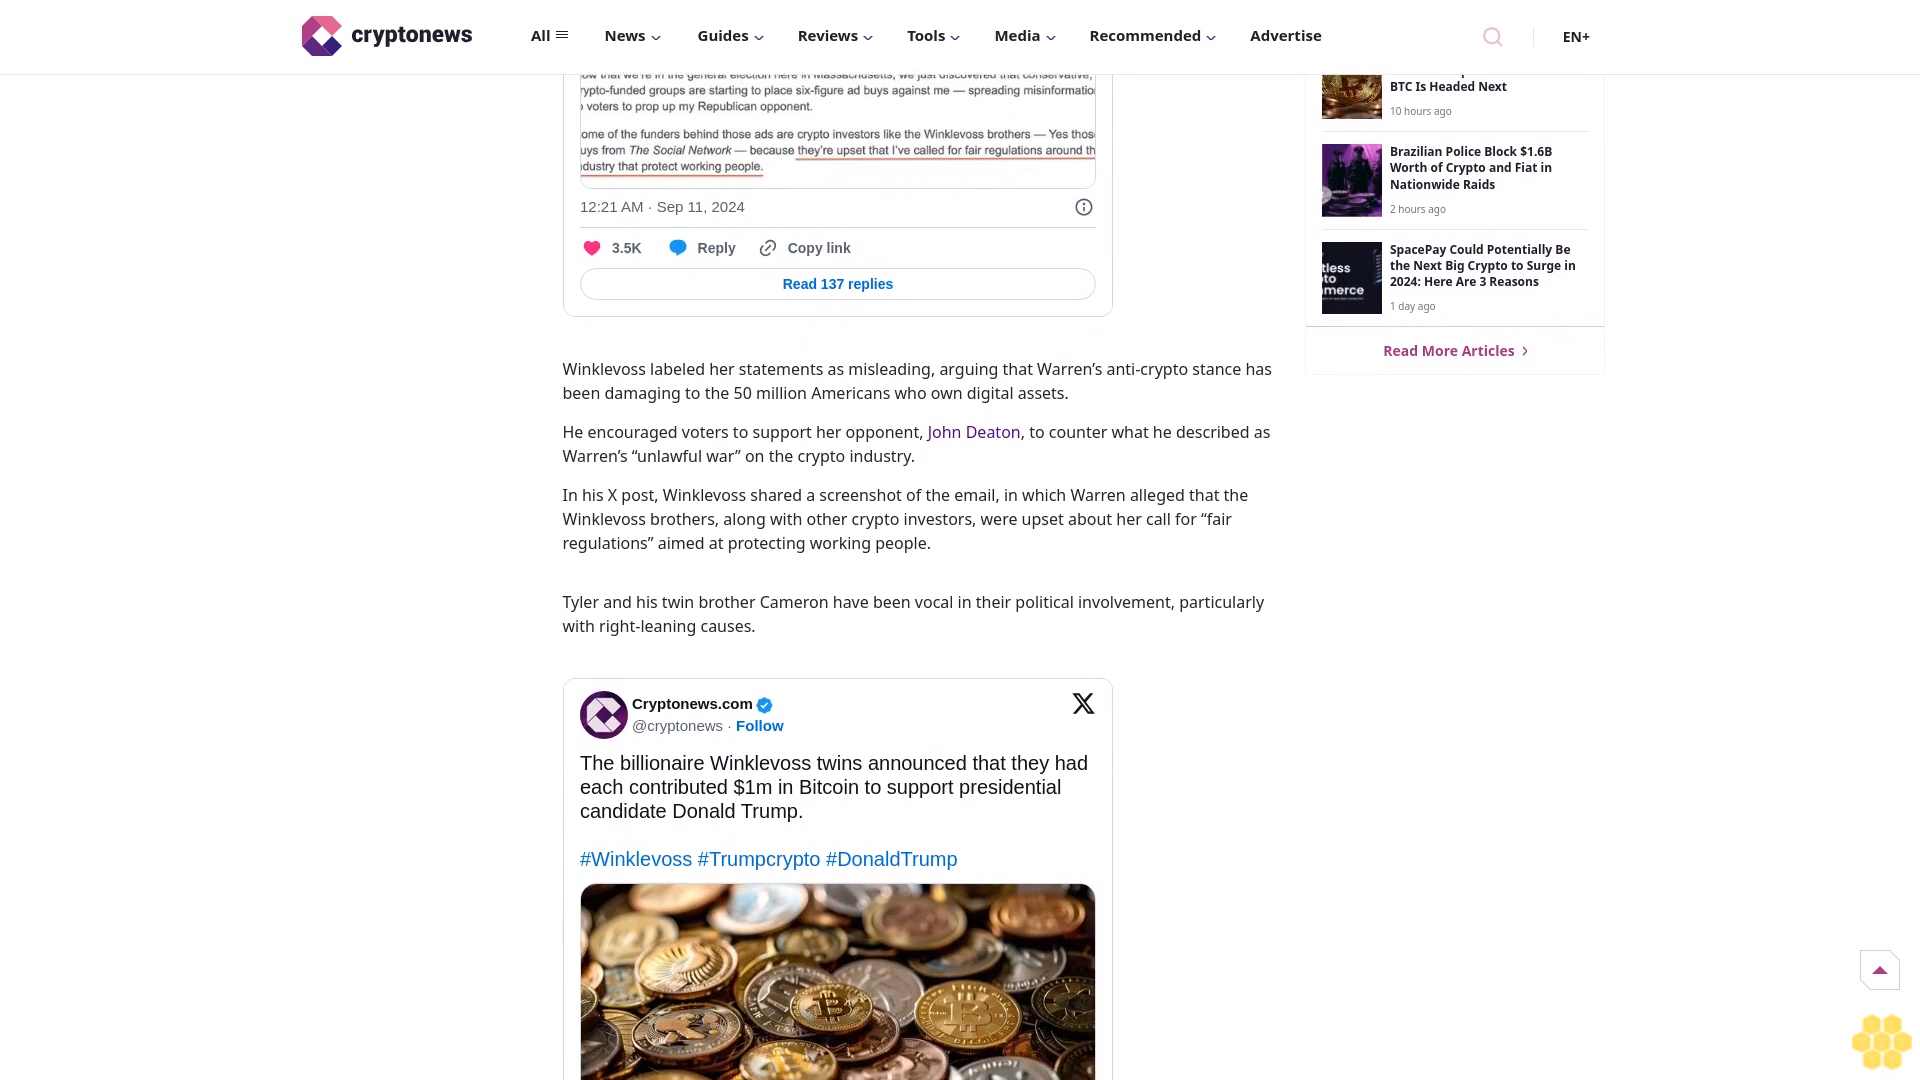 cryptonews
All
News
Guides
Reviews
Tools
Media
Recommended
Advertise
EN+
ow that we're in the general election here in Massachusetts, we just discovered that conservative,
rypto-funded groups are starting to place six-figure ad buys against me — spreading misinformatio
o voters to prop up my Republican opponent.
ome of the funders behind those ads are crypto investors like the Winklevoss brothers — Yes thos
uys from The Social Network — because they're upset that I've called for fair regulations around th
ndustry that protect working people.
12:21 AM · Sep 11, 2024
3.5K
Reply
Copy link
Read 137 replies
Winklevoss labeled her statements as misleading, arguing that Warren’s anti-crypto stance has
been damaging to the 50 million Americans who own digital assets.
He encouraged voters to support her opponent, John Deaton, to counter what he described as
Warren’s “unlawful war” on the crypto industry.
In his X post, Winklevoss shared a screenshot of the email, in which Warren alleged that the
Winklevoss brothers, along with other crypto investors, were upset about her call for “fair
regulations” aimed at protecting working people.
Tyler and his twin brother Cameron have been vocal in their political involvement, particularly
with right-leaning causes.
Cryptonews.com
@cryptonews · Follow
The billionaire Winklevoss twins announced that they had
each contributed $1m in Bitcoin to support presidential
candidate Donald Trump.
#Winklevoss #Trumpcrypto #DonaldTrump
BTC Is Headed Next
10 hours ago
Brazilian Police Block $1.6B
Worth of Crypto and Fiat in
Nationwide Raids
2 hours ago
tless
to
merce
SpacePay Could Potentially Be
the Next Big Crypto to Surge in
2024: Here Are 3 Reasons
1 day ago
Read More Articles